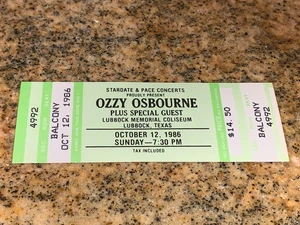 4992
BALCONY
OCT 12, 1986
STARDATE & PACE CONCERTS
PROUDLY PRESENT
OZZY OSBOURNE
PLUS SPECIAL GUEST
LUBBOCK MEMORIAL COLISEUM
LUBBOCK, TEXAS
OCTOBER 12, 1986
SUNDAY—7:30 PM
TAX INCLUDED
$14.50
BALCONY
4992